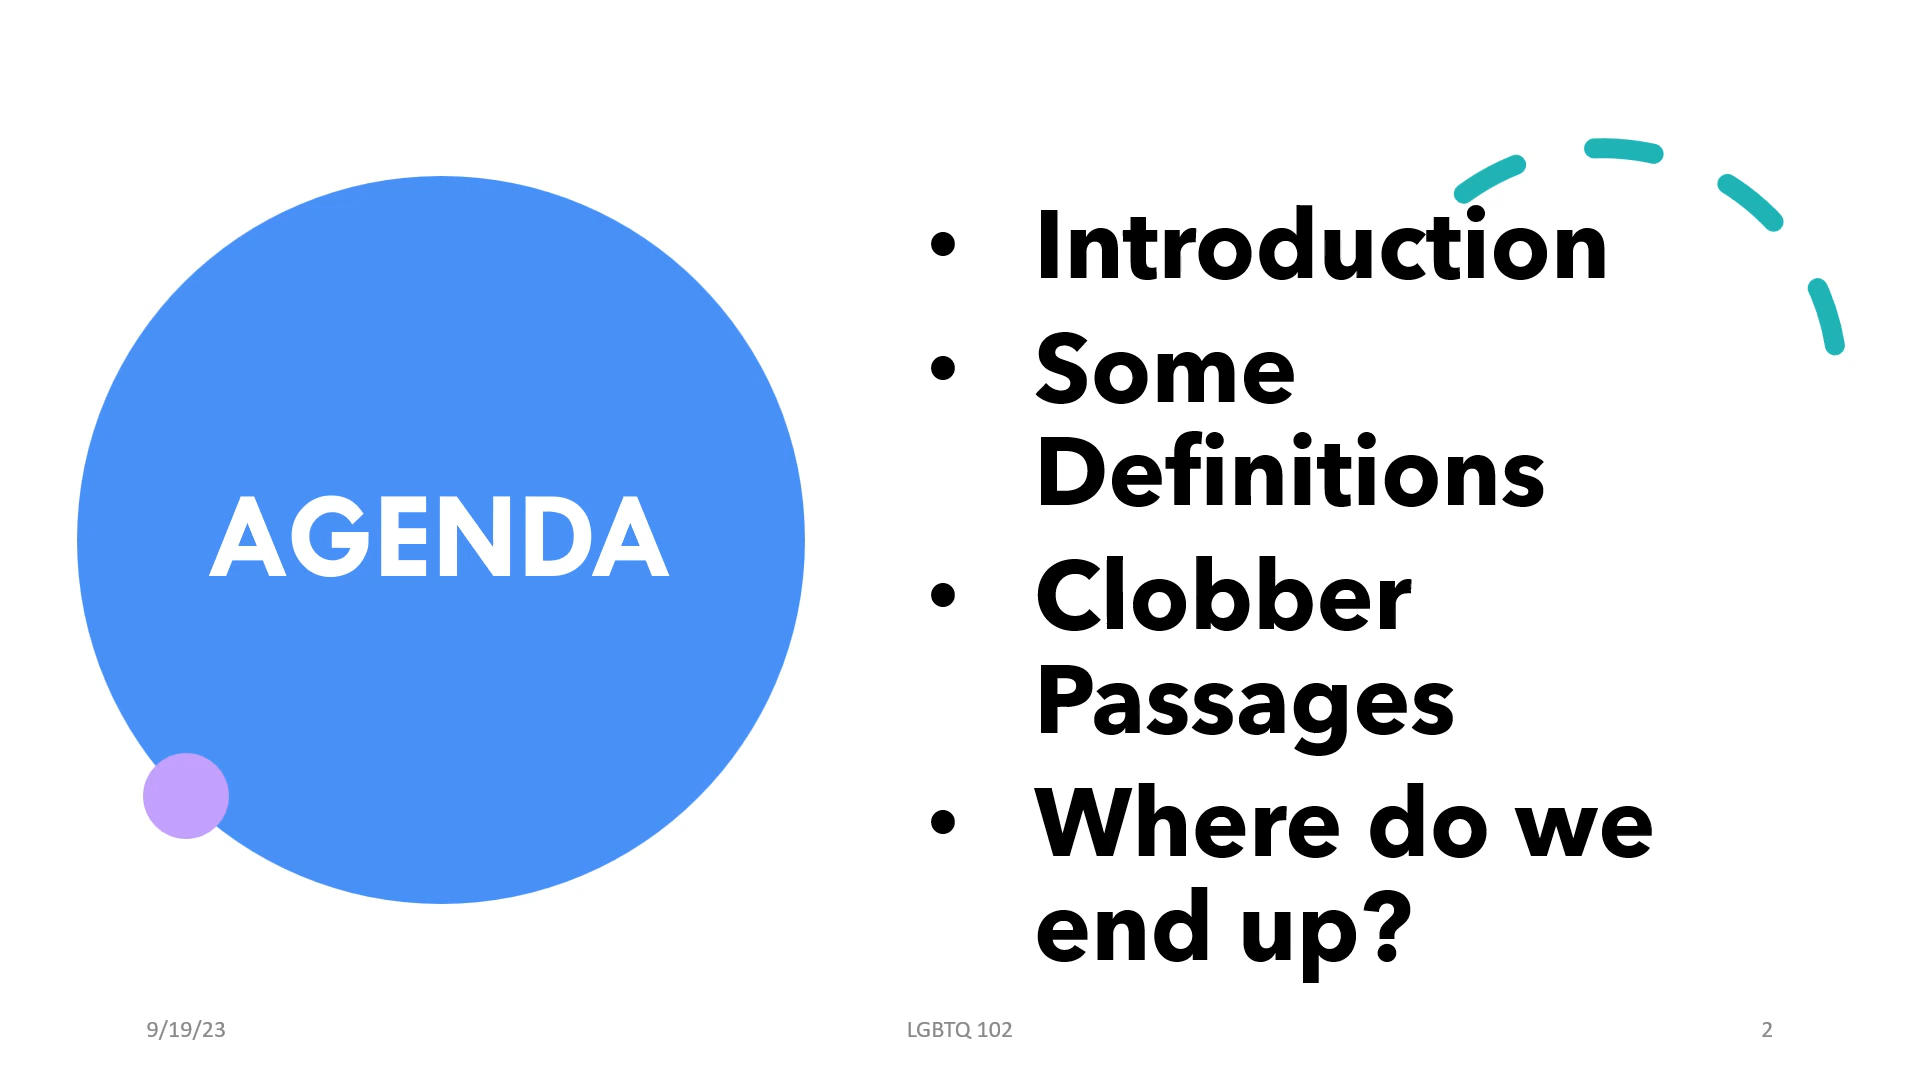 AGENDA
• Introduction
• Some
Definitions
• Clobber
Passages
• Where do we
end up?
9/19/23
LGBTQ 102
2